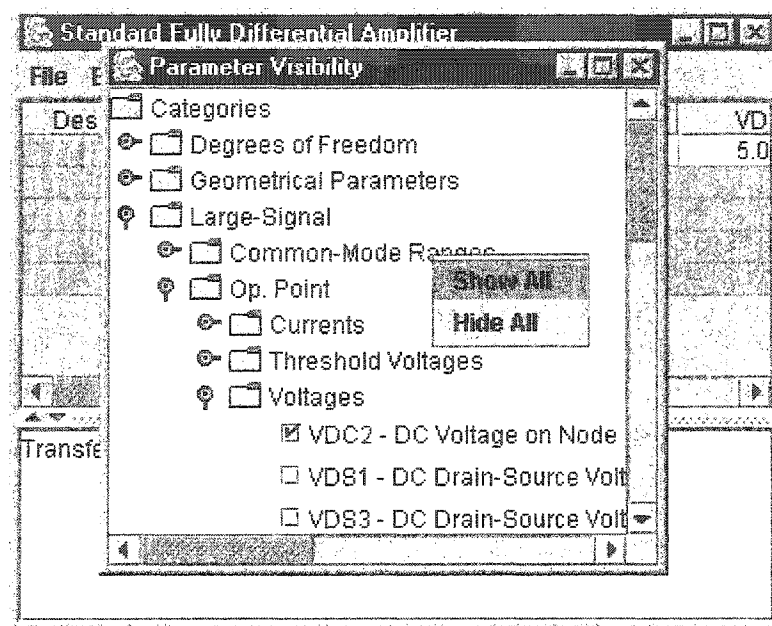 Standard Fully Differential Amplifier
File E
Parameter Visibility
Des
VD
5.0
Categories
Degrees of Freedom
Geometrical Parameters
Large-Signal
Common-Mode Ranges
Show All
Hide All
Op. Point
Currents
Threshold Voltages
Voltages
VDC2 - DC Voltage on Node
VDS1 - DC Drain-Source Volt
VDS3 - DC Drain-Source Volt
Transfe